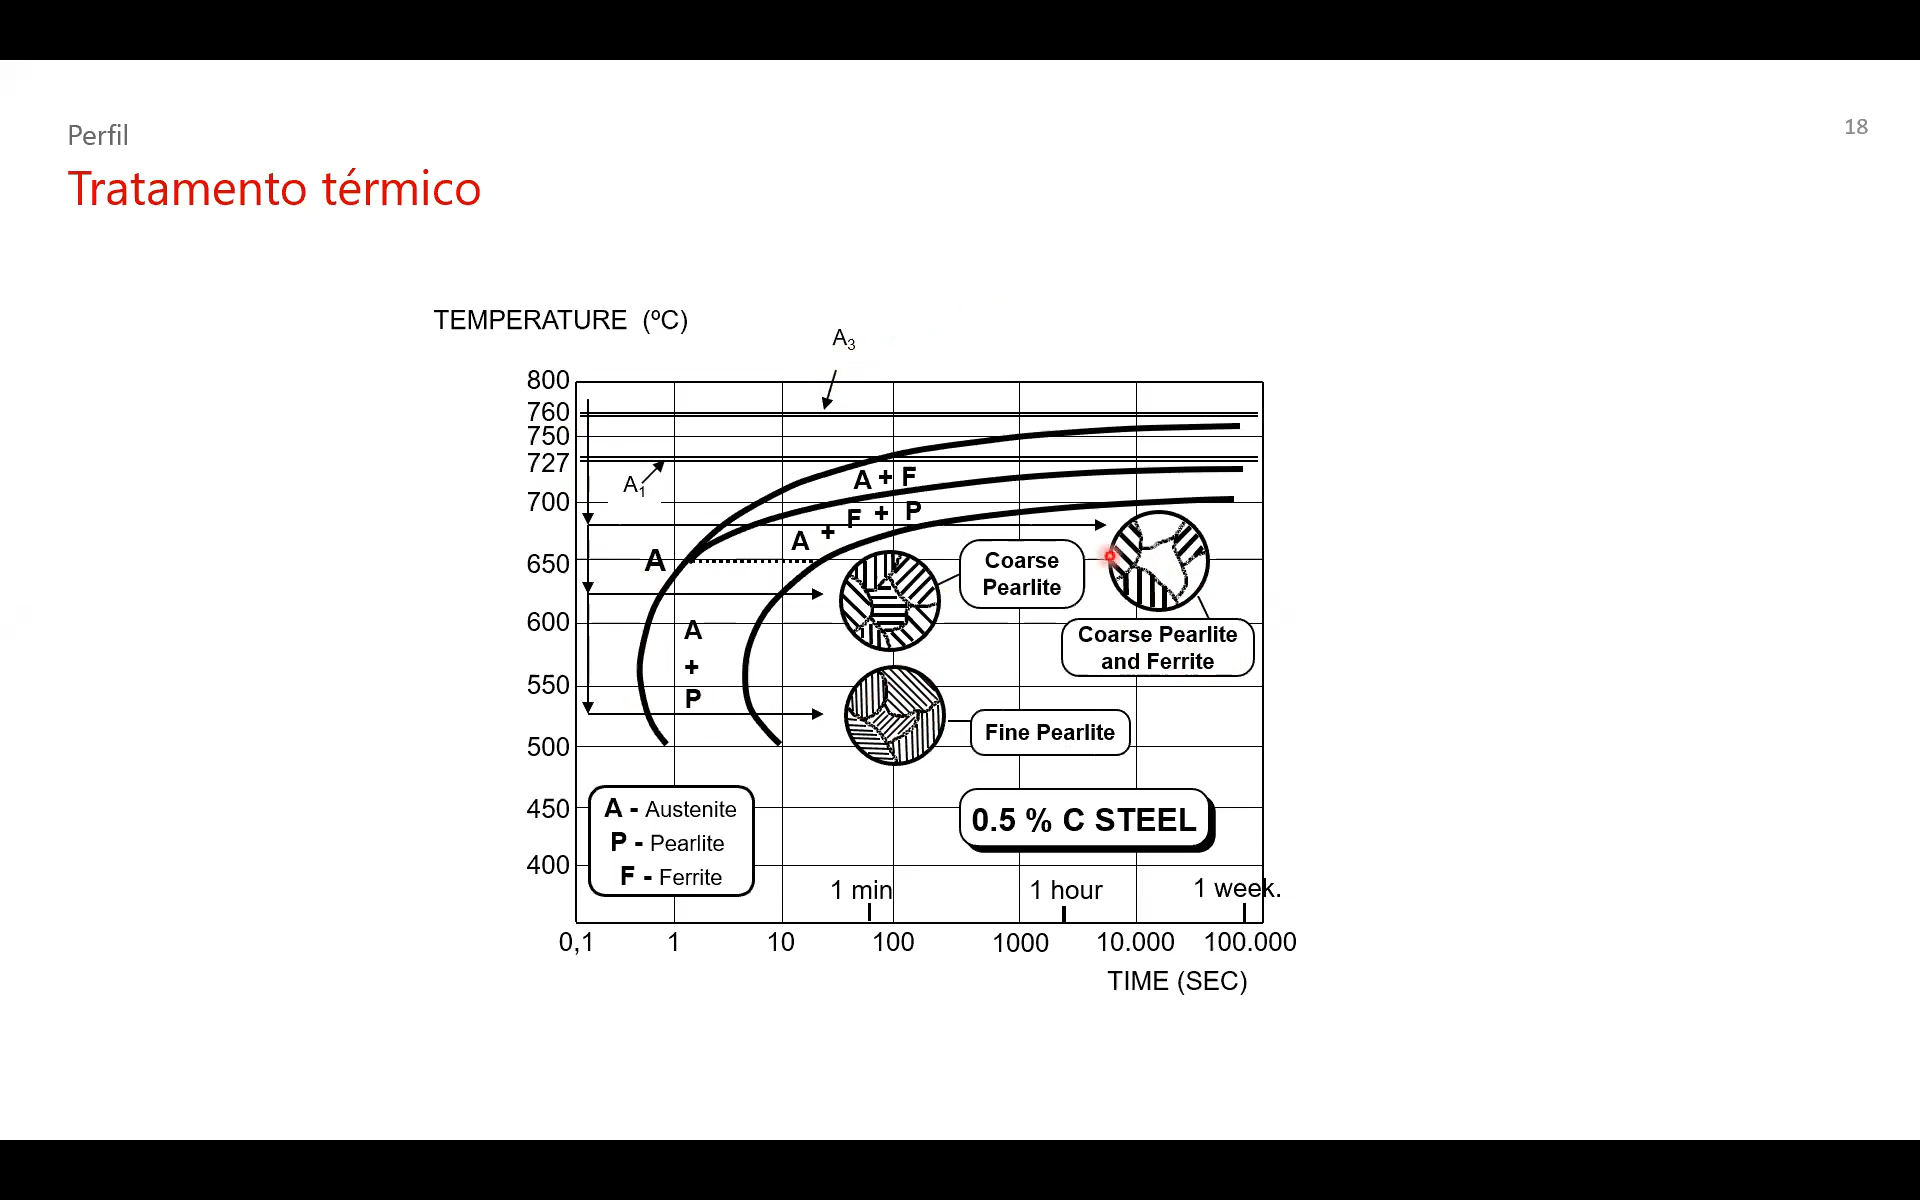 Perfil
18
Tratamento térmico
TEMPERATURE (ºC)
A3
800
760
750
727
A1
700
650
600
550
500
450
400
A + F
A + F + P
A
A
+
P
Coarse
Pearlite
Coarse Pearlite
and Ferrite
Fine Pearlite
A - Austenite
P - Pearlite
F - Ferrite
0.5 % C STEEL
1 min
1 hour
1 week.
0,1
1
10
100
1000
10.000
100.000
TIME (SEC)